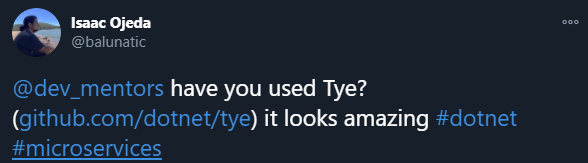 Isaac Ojeda
@balunatic
@dev_mentors have you used Tye?
(github.com/dotnet/tye) it looks amazing #dotnet
#microservices